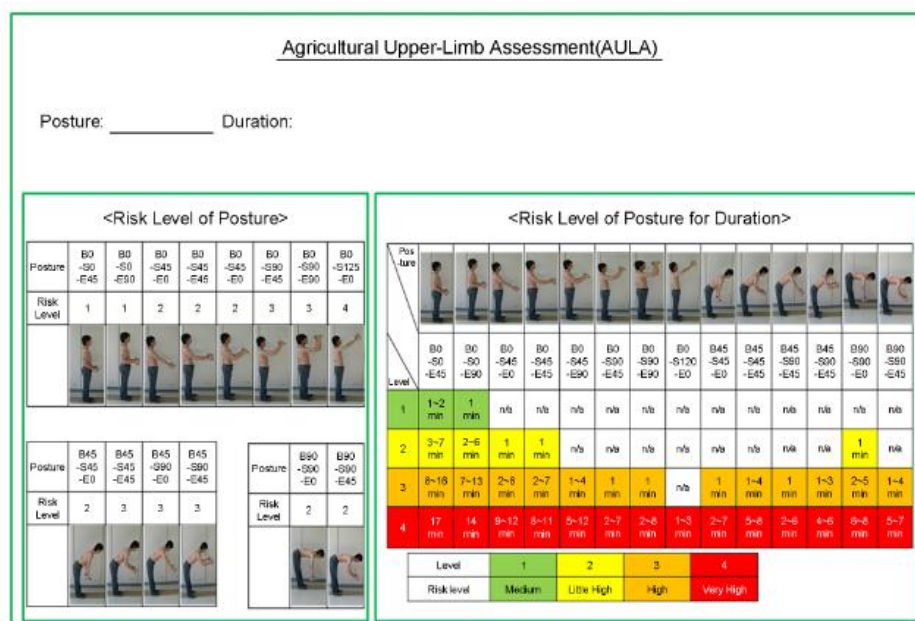 Agricultural Upper-Limb Assessment(AULA)
Posture: __________ Duration:
<Risk Level of Posture>
Posture B0 -S0 -E45 B0 -S0 -E90 B0 -S45 -E0 B0 -S45 -E45 B0 -S45 -E0 B0 -S90 -E45 B0 -S90 -E90 B0 -S125 -E0
Risk Level 1 1 2 2 2 3 3 4
Posture B45 -S45 -E0 B45 -S45 -E45 B45 -S90 -E0 B45 -S90 -E45
Risk Level 2 3 3 3
Posture B90 -S90 -E0 B90 -S90 -E45
Risk Level 2 2
<Risk Level of Posture for Duration>
Pos -ture
Level B0 -S0 -E45 B0 -S0 -E90 B0 -S45 -E0 B0 -S45 -E45 B0 -S45 -E90 B0 -S90 -E45 B0 -S90 -E90 B0 -S120 -E0 B45 -S45 -E0 B45 -S45 -E45 B45 -S90 -E0 B45 -S90 -E45 B90 -S90 -E0 B90 -S90 -E45
1 1~2 min 1 min n/a n/a n/a n/a n/a n/a n/a n/a n/a n/a n/a n/a
2 3~7 min 2~6 min 1 min 1 min n/a n/a n/a n/a n/a n/a n/a n/a 1 min n/a
3 8~16 min 7~13 min 2~8 min 2~7 min 1~4 min 1 min 1 min n/a 1 min 1~4 min 1 min 1~3 min 2~5 min 1~4 min
4 17 min 14 min 9~12 min 8~11 min 5~12 min 2~7 min 2~8 min 1~3 min 2~7 min 5~8 min 2~6 min 4~6 min 6~8 min 5~7 min
Level 1 2 3 4
Risk level Medium Little High High Very High